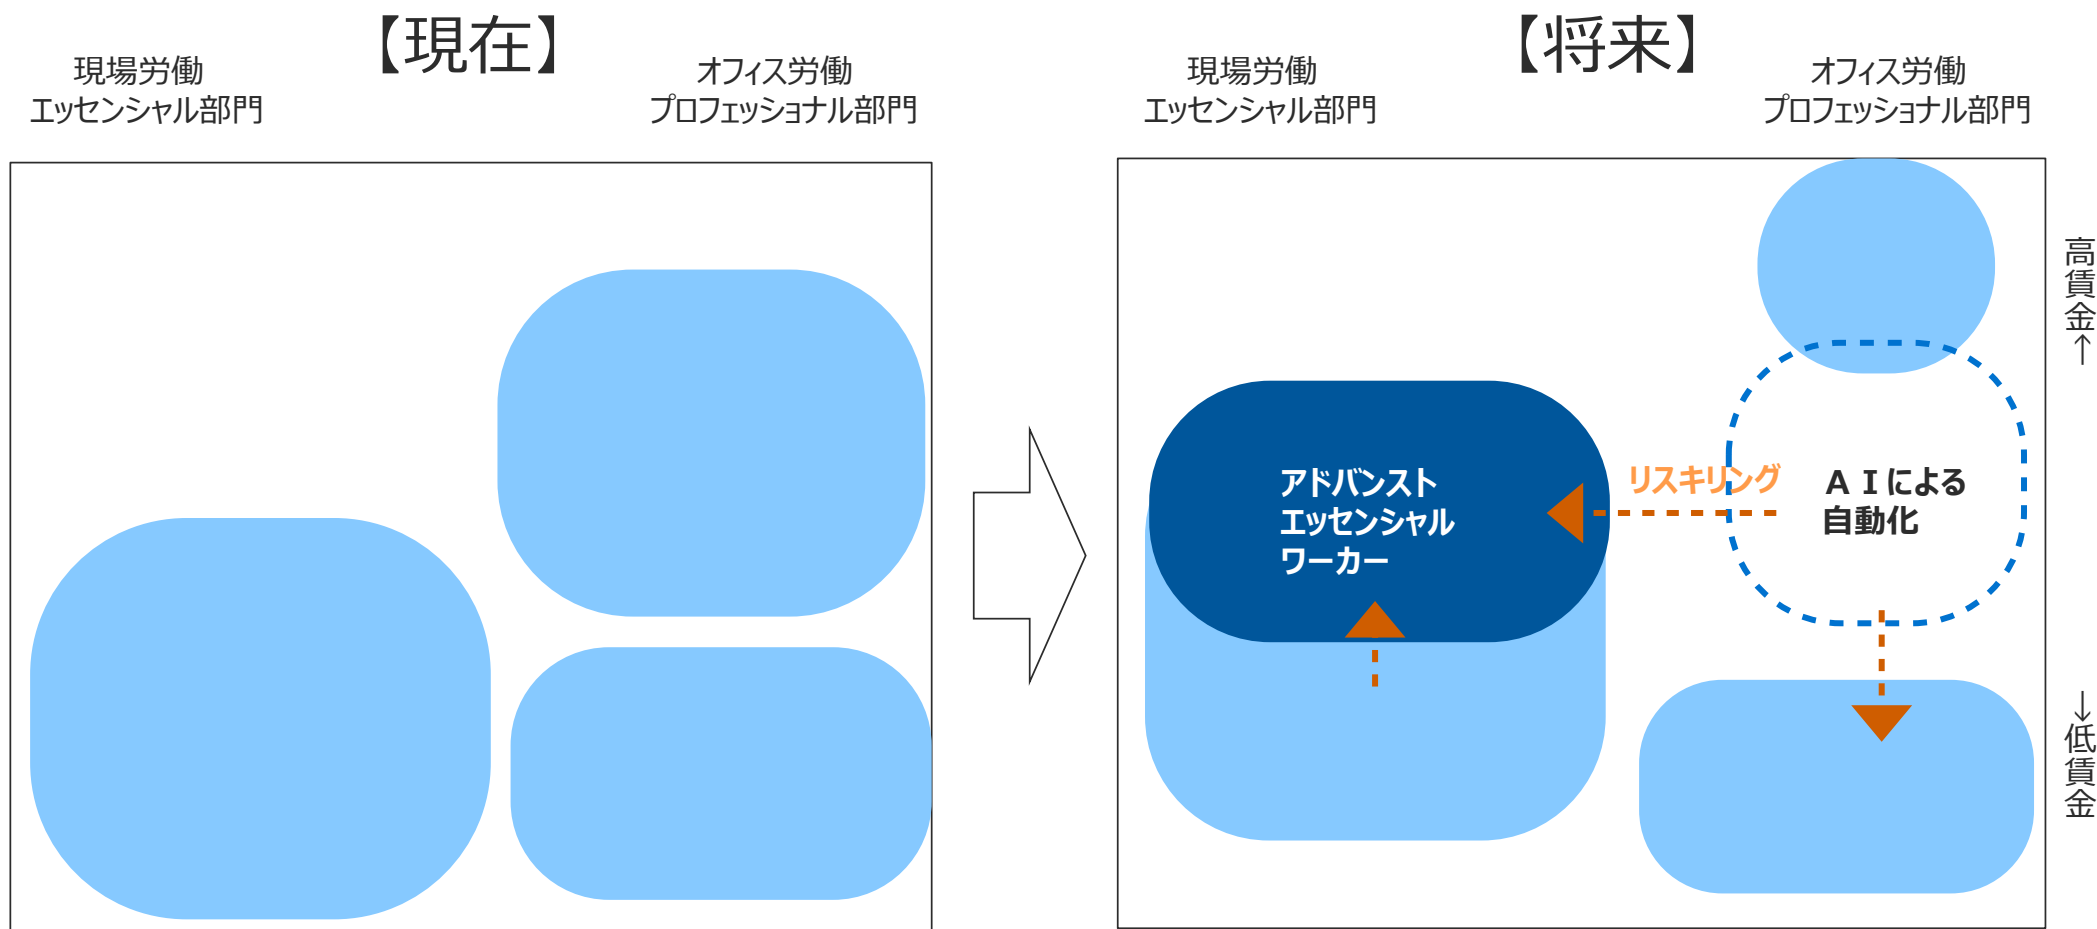 【現在】
現場労働
エッセンシャル部門
オフィス労働
プロフェッショナル部門
【将来】
現場労働
エッセンシャル部門
オフィス労働
プロフェッショナル部門
高賃金→
アドバンスト
エッセンシャル
ワーカー
リスキリング
ＡＩによる
自動化
←低賃金